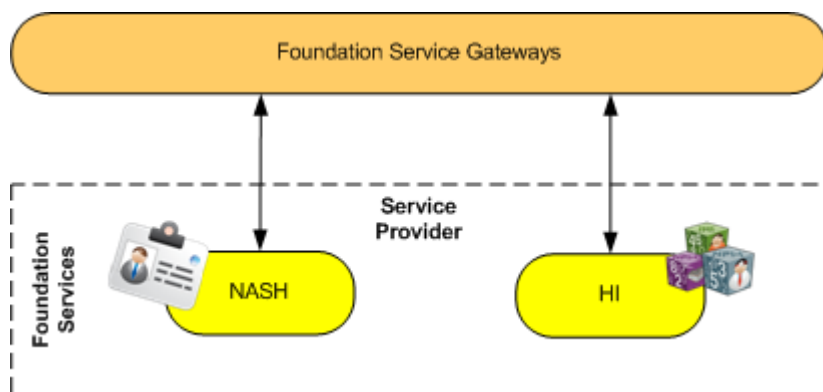 Foundation Service Gateways
Service
Provider
Foundation
Services
NASH
HI